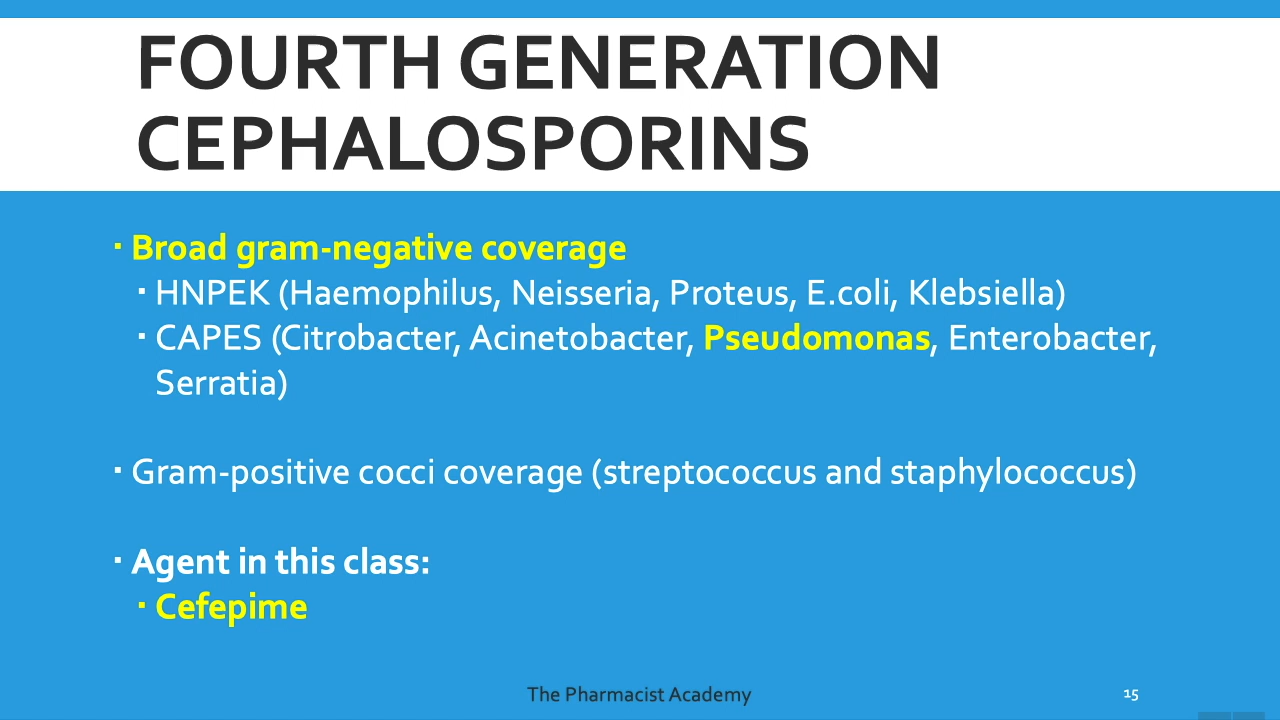 FOURTH GENERATION
CEPHALOSPORINS
▪ Broad gram-negative coverage
▪ HNPEK (Haemophilus, Neisseria, Proteus, E.coli, Klebsiella)
▪ CAPES (Citrobacter, Acinetobacter, Pseudomonas, Enterobacter,
Serratia)
▪ Gram-positive cocci coverage (streptococcus and staphylococcus)
▪ Agent in this class:
▪ Cefepime
The Pharmacist Academy
15